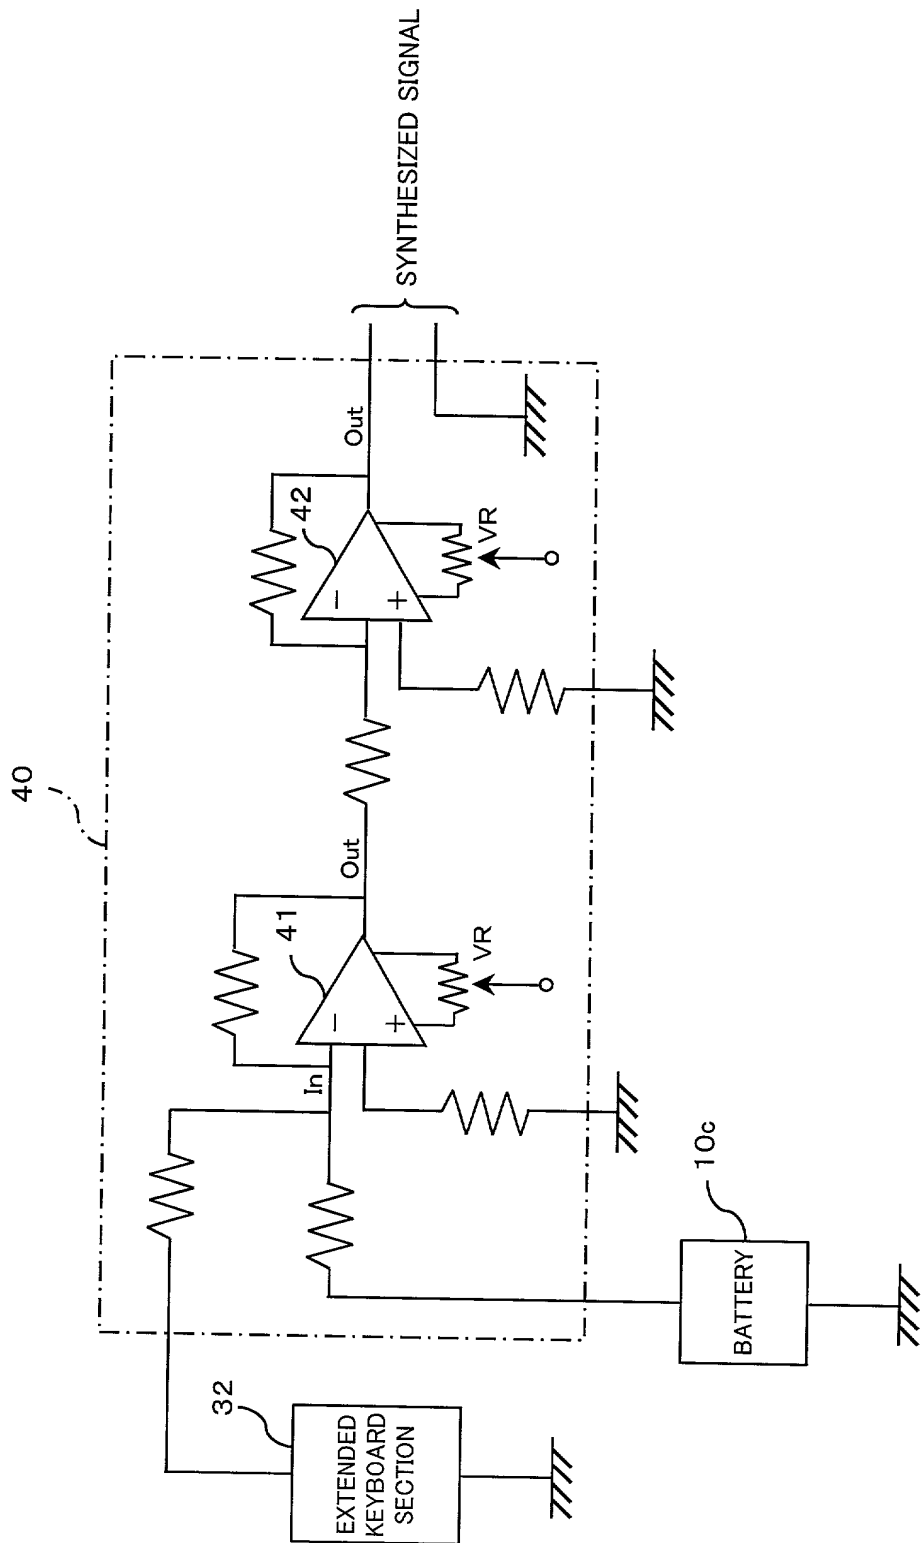 40
SYNTHESIZED SIGNAL
Out
42
−
+
VR
Out
41
In
−
+
VR
32
EXTENDED
KEYBOARD
SECTION
10c
BATTERY